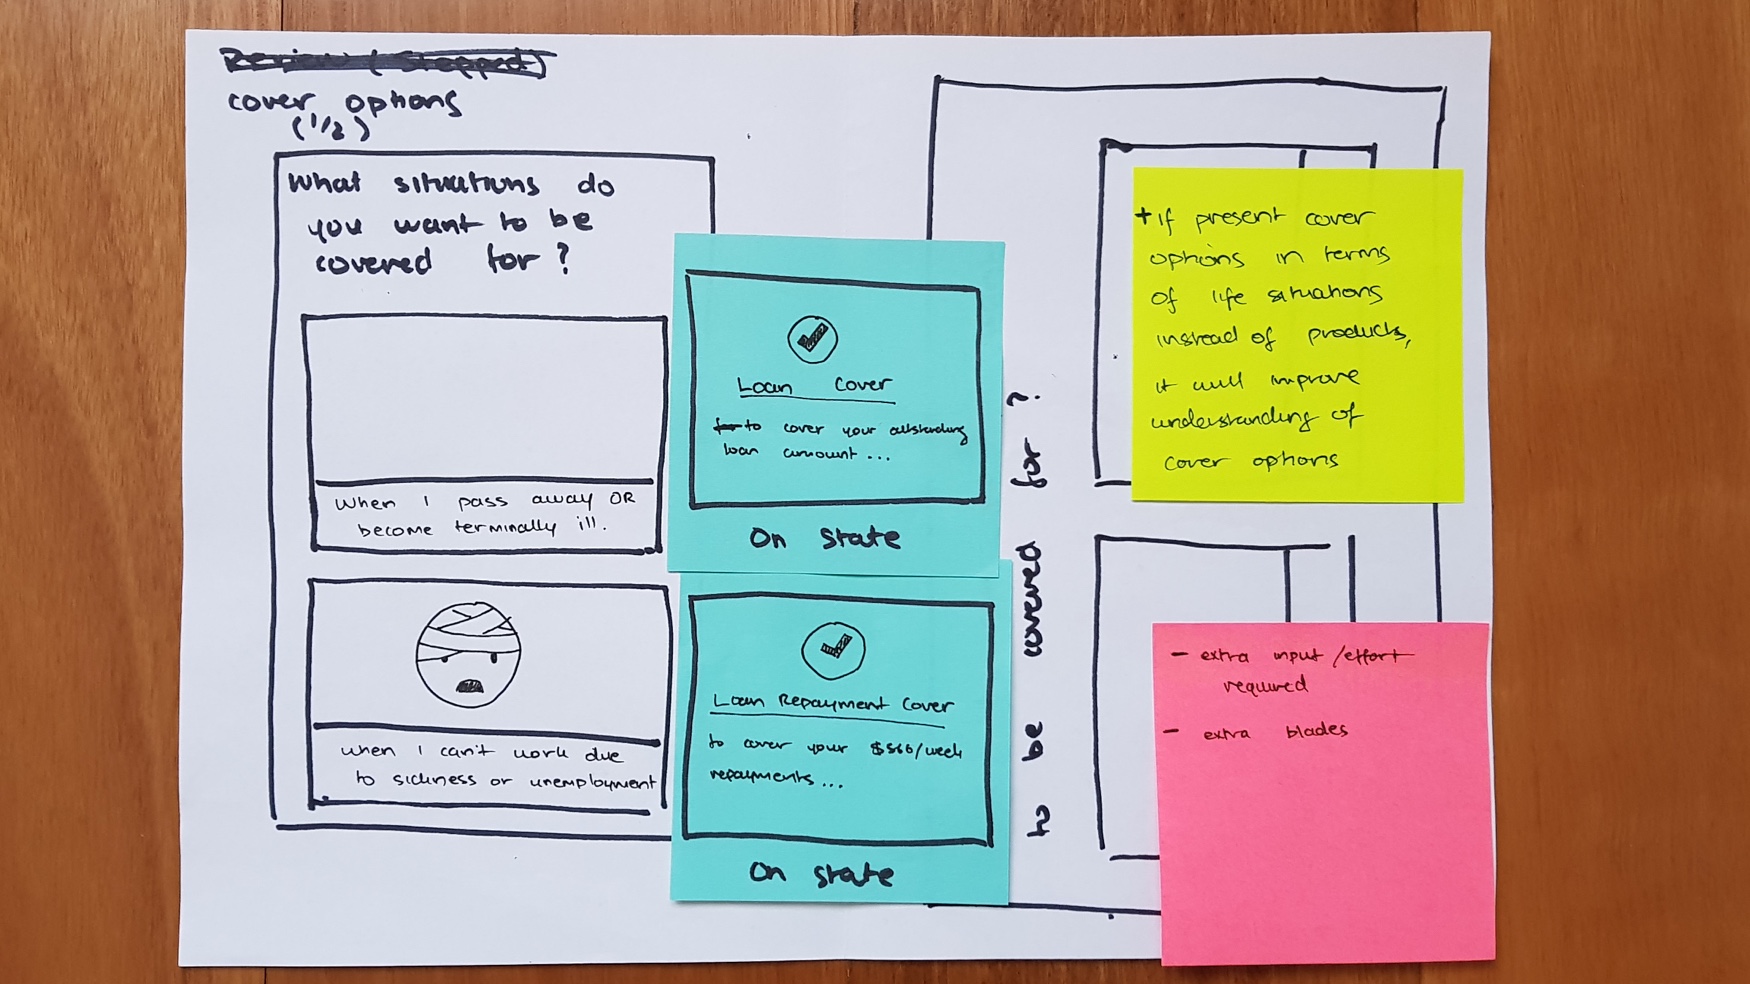 Review (Stepped)
cover options
(1/2)
What situations do
you want to be
covered for?
When I pass away OR
become terminally ill.
When I can't work due
to sickness or unemployment
Loan Cover
for to cover your outstanding
loan amount...
On state
Loan Repayment Cover
to cover your $560/week
repayments...
On state
to be covered for?
+ if present cover
options in terms
of life situations
instead of products,
it will improve
understanding of
cover options
- extra input/effort
required
- extra blades